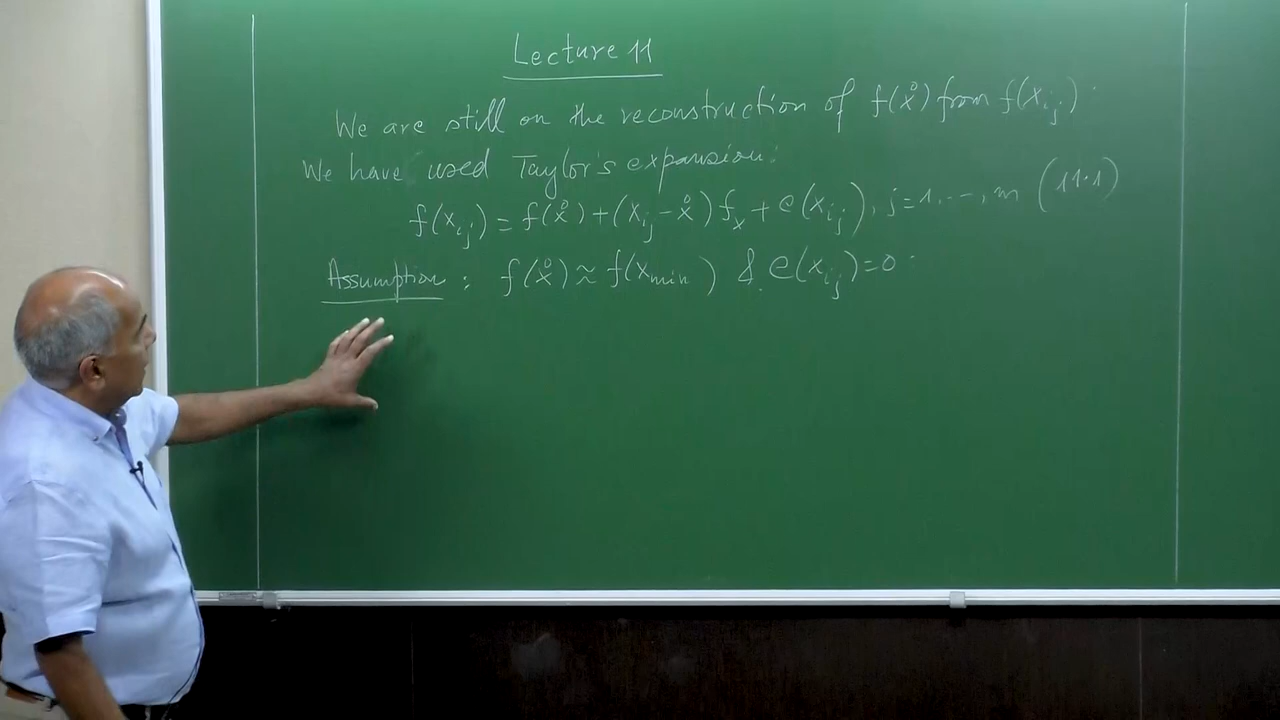 Lecture 11
We are still on the reconstruction of f(x̊) from f(x_{i_j}).
We have used Taylor's expansion:
f(x_{i_j}) = f(x̊) + (x_{i_j} - x̊) f_x + e(x_{i_j}), j=1,--,m (11.1)
Assumption : f(x̊) ≈ f(x_min) & e(x_{i_j}) = 0.